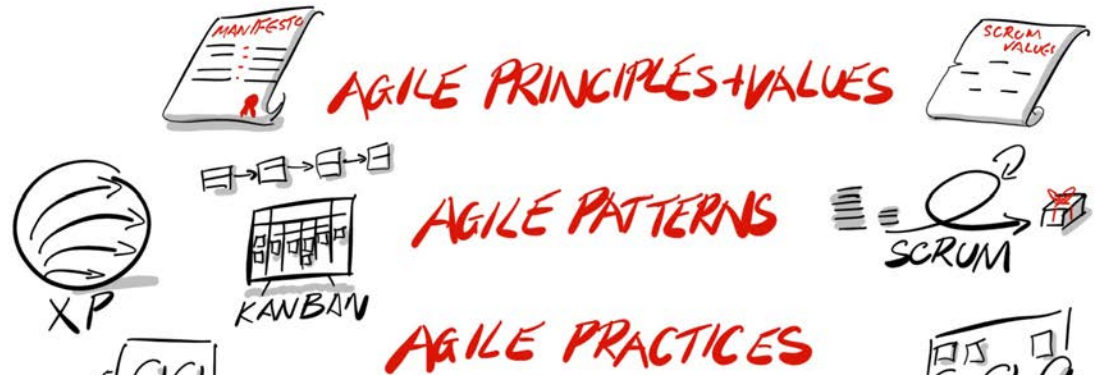 MANIFESTO
SCRUM
VALUES
AGILE PRINCIPLES+VALUES
AGILE PATTERNS
SCRUM
XP
KANBAN
AGILE PRACTICES